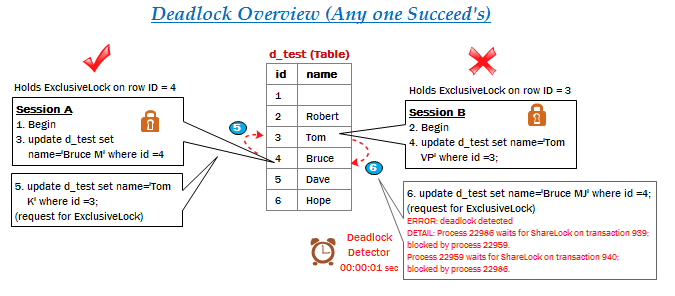 Deadlock Overview (Any one Succeed's)
d_test (Table)
id name
1
2 Robert
3 Tom
4 Bruce
5 Dave
6 Hope
Holds ExclusiveLock on row ID = 4
Session A
1. Begin
3. update d_test set
name='Bruce M' where id =4
5. update d_test set name='Tom
K' where id =3;
(request for ExclusiveLock)
5
Holds ExclusiveLock on row ID = 3
Session B
2. Begin
4. update d_test set name='Tom
VP' where id =3;
6
6. update d_test set name='Bruce MJ' where id =4;
(request for ExclusiveLock)
ERROR: deadlock detected
DETAIL: Process 22986 waits for ShareLook on transaction 939;
blocked by process 22959.
Process 22959 waits for ShareLook on transaction 940;
blocked by process 22986.
Deadlock
Detector
00:00:01 sec